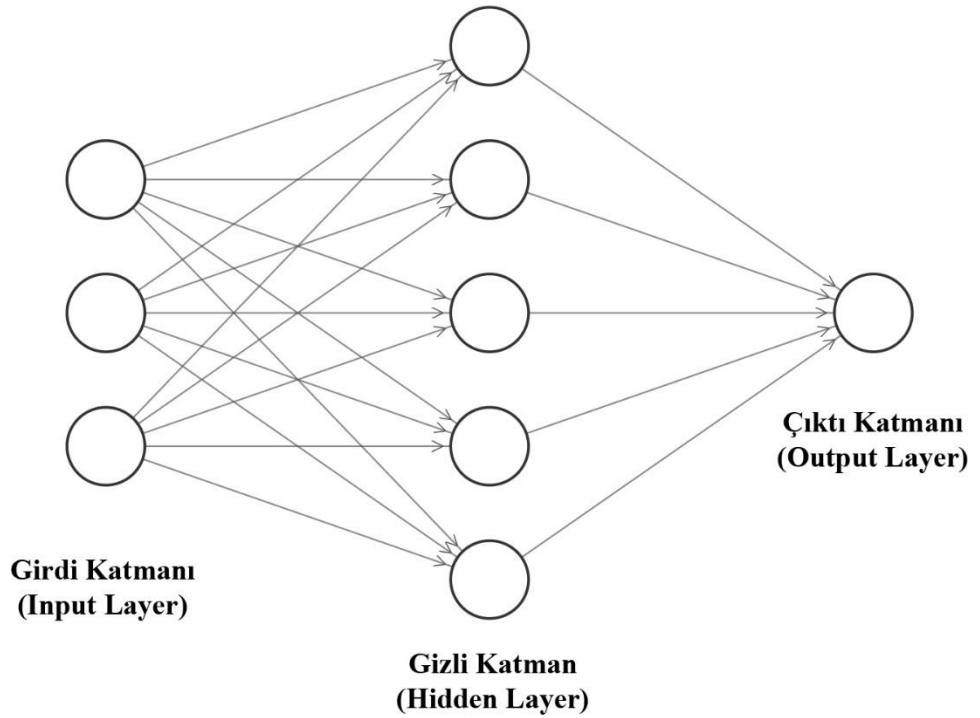 Girdi Katmanı
(Input Layer)
Gizli Katman
(Hidden Layer)
Çıktı Katmanı
(Output Layer)